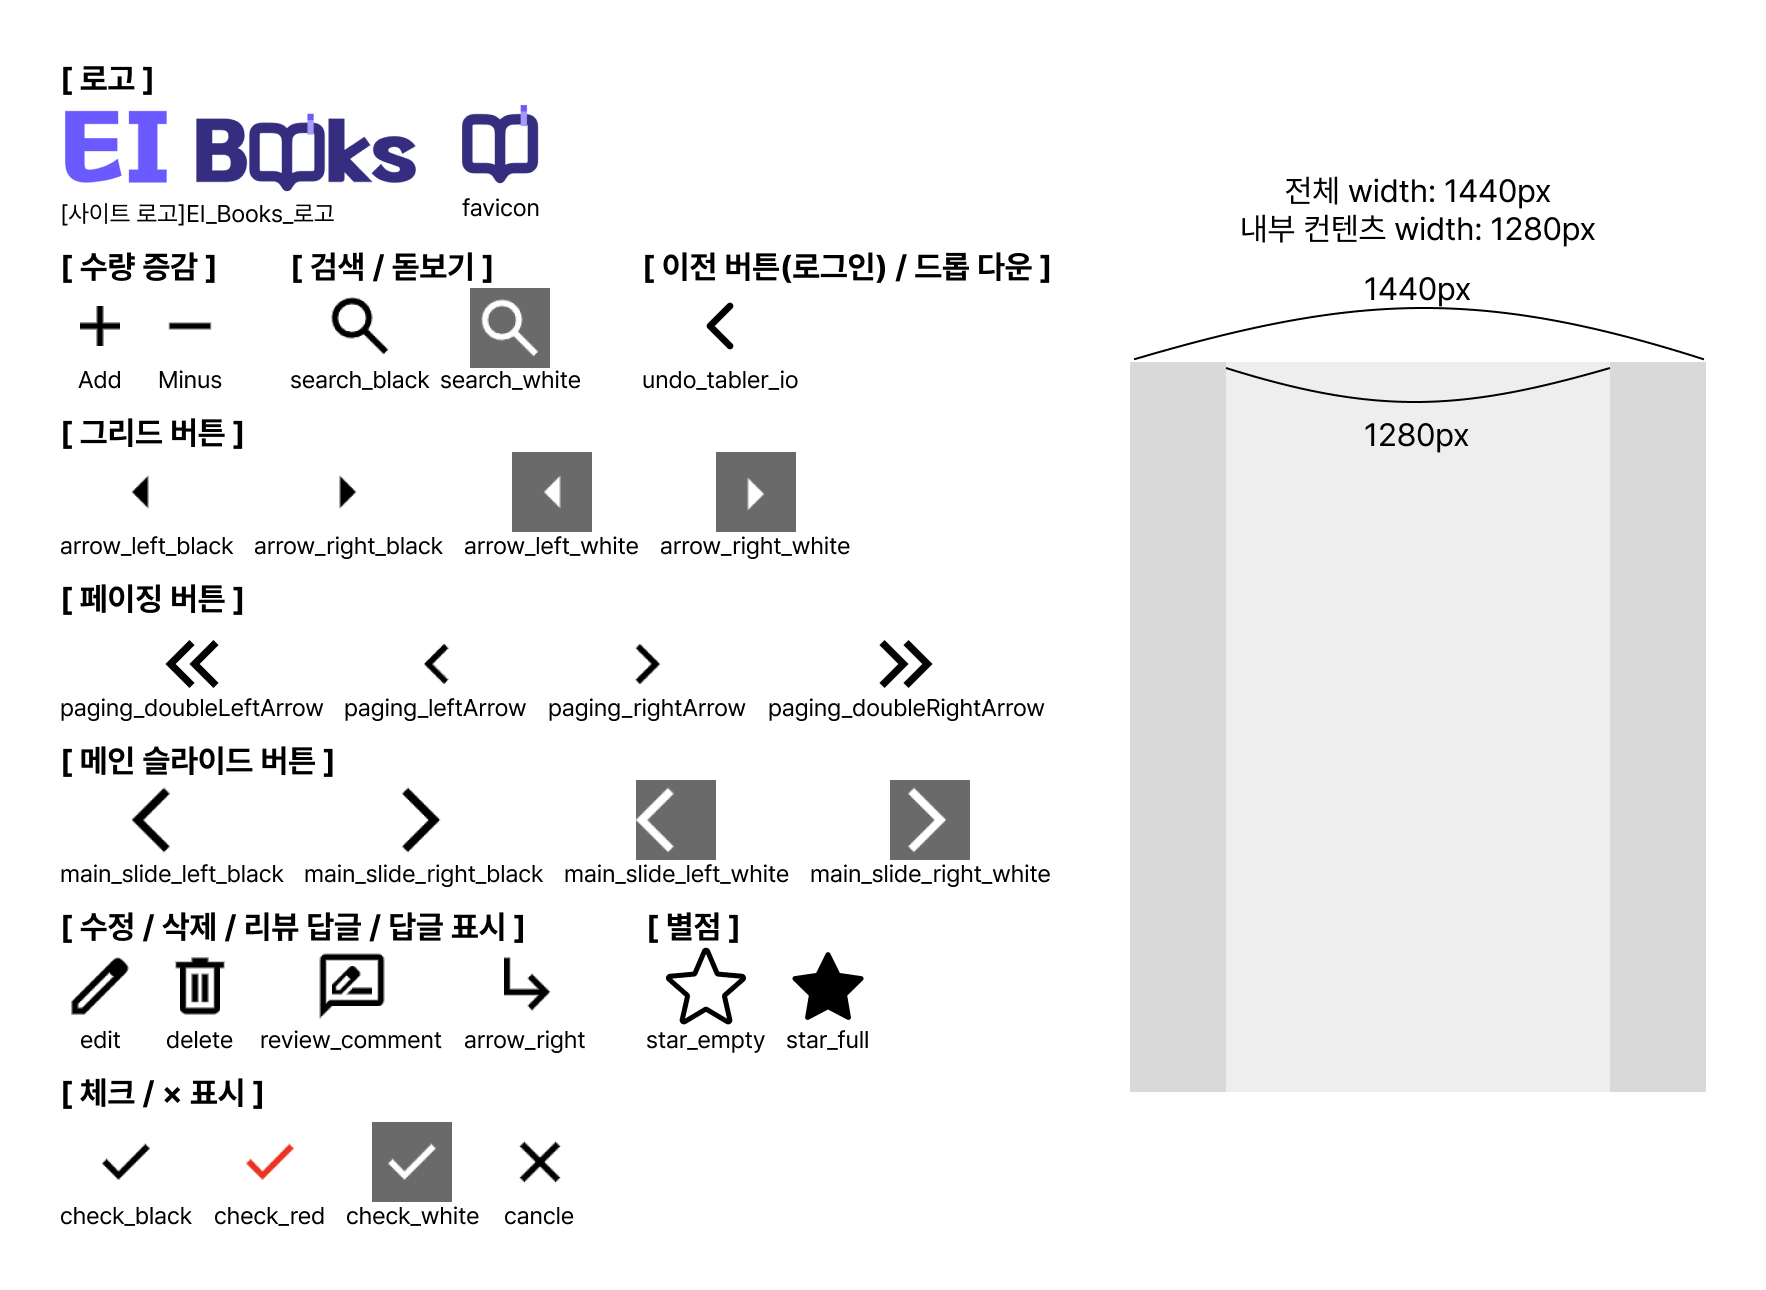 [ 로고 ]
EI Books
[사이트 로고]EI_Books_로고
favicon
[ 수량 증감 ]
Add
Minus
[ 검색 / 돋보기 ]
search_black
search_white
[ 이전 버튼(로그인) / 드롭 다운 ]
undo_tabler_io
[ 그리드 버튼 ]
arrow_left_black
arrow_right_black
arrow_left_white
arrow_right_white
[ 페이징 버튼 ]
paging_doubleLeftArrow
paging_leftArrow
paging_rightArrow
paging_doubleRightArrow
[ 메인 슬라이드 버튼 ]
main_slide_left_black
main_slide_right_black
main_slide_left_white
main_slide_right_white
[ 수정 / 삭제 / 리뷰 답글 / 답글 표시 ]
edit
delete
review_comment
arrow_right
[ 별점 ]
star_empty
star_full
[ 체크 / × 표시 ]
check_black
check_red
check_white
cancle
전체 width: 1440px
내부 컨텐츠 width: 1280px
1440px
1280px